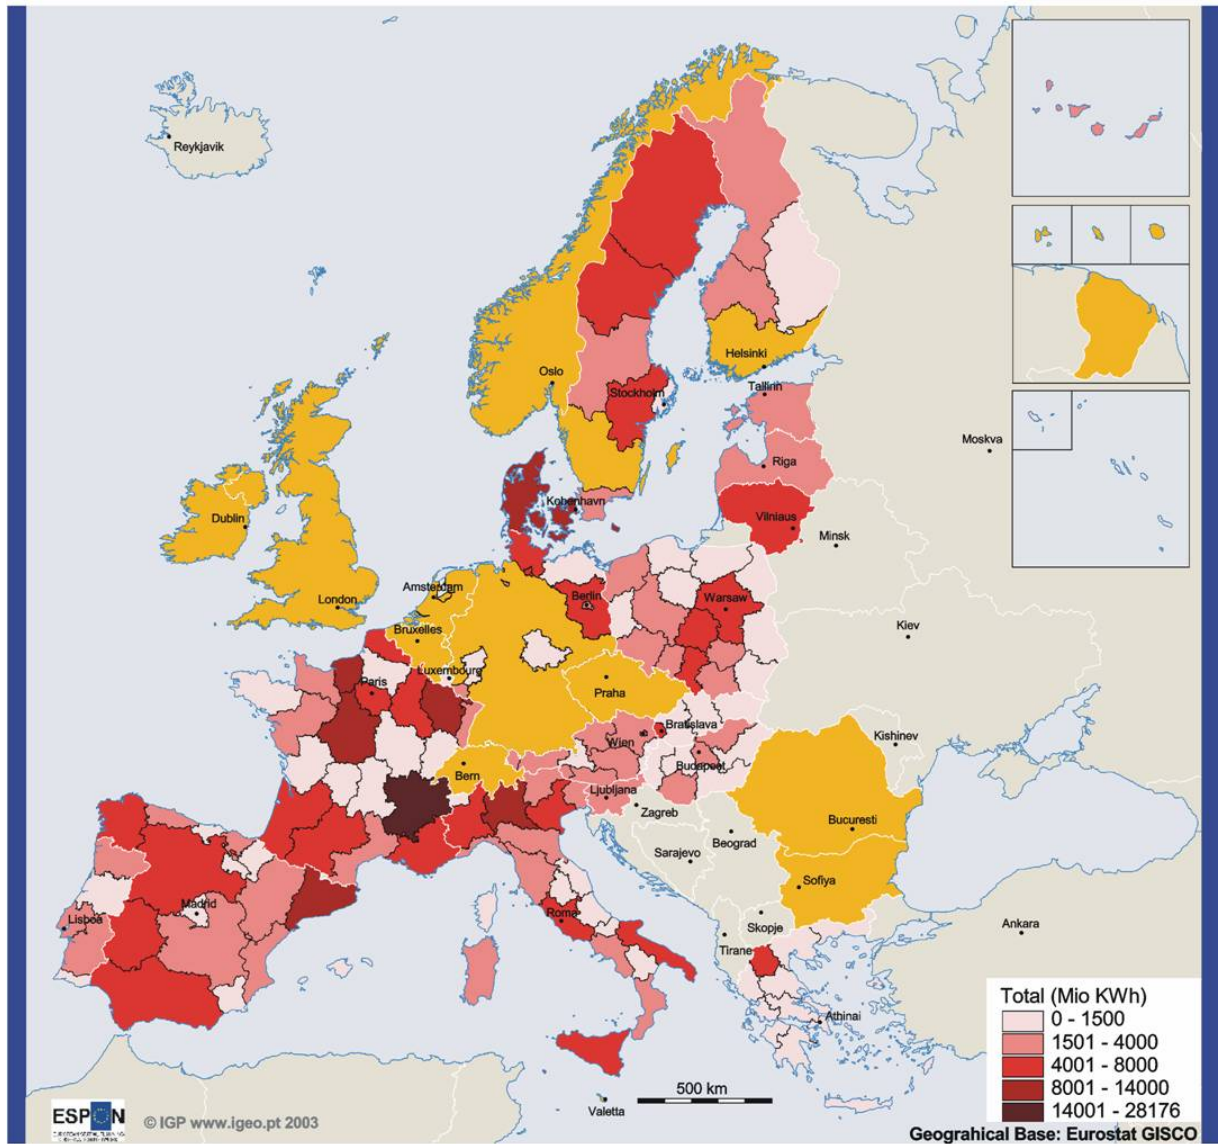 Reykjavik
Oslo
Helsinki
Tallinn
Stockholm
Moskva
Riga
Kobenhavn
Vilniaus
Minsk
Dublin
Amsterdam
Berlin
Warsaw
London
Bruxelles
Kiev
Luxembourg
Paris
Praha
Bratislava
Kishinev
Wien
Budapest
Bern
Ljubljana
Zagreb
Bucuresti
Beograd
Sarajevo
Sofiya
Madrid
Lisboa
Roma
Skopje
Ankara
Tirane
Athinai
Valetta
500 km
Total (Mio KWh)
0 - 1500
1501 - 4000
4001 - 8000
8001 - 14000
14001 - 28176
ESPON
© IGP www.igeo.pt 2003
Geograhical Base: Eurostat GISCO